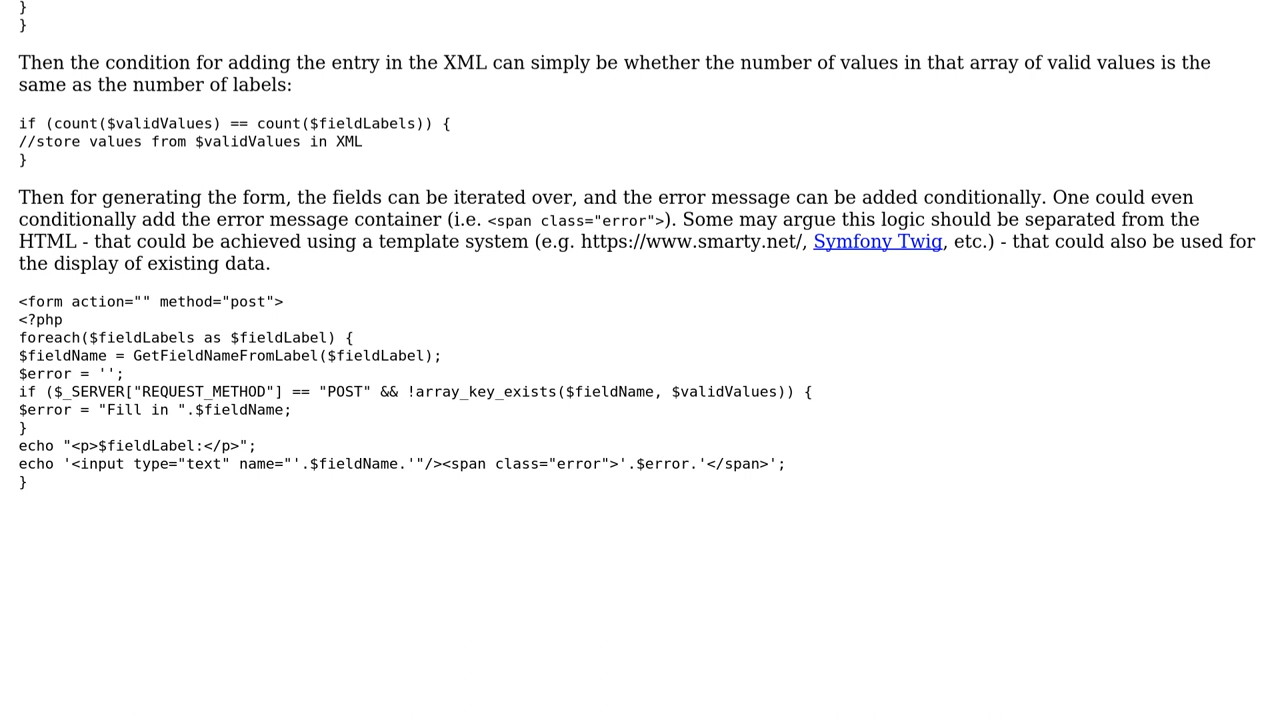 }
}
Then the condition for adding the entry in the XML can simply be whether the number of values in that array of valid values is the
same as the number of labels:
if (count($validValues) == count($fieldLabels)) {
//store values from $validValues in XML
}
Then for generating the form, the fields can be iterated over, and the error message can be added conditionally. One could even
conditionally add the error message container (i.e. <span class="error">). Some may argue this logic should be separated from the
HTML - that could be achieved using a template system (e.g. https://www.smarty.net/, Symfony Twig, etc.) - that could also be used for
the display of existing data.
<form action="" method="post">
<?php
foreach($fieldLabels as $fieldLabel) {
$fieldName = GetFieldNameFromLabel($fieldLabel);
$error = '';
if ($_SERVER["REQUEST_METHOD"] == "POST" && !array_key_exists($fieldName, $validValues)) {
$error = "Fill in ".$fieldName;
}
echo "<p>$fieldLabel:</p>";
echo '<input type="text" name="'.$fieldName.'"/><span class="error">'.$error.'</span>';
}